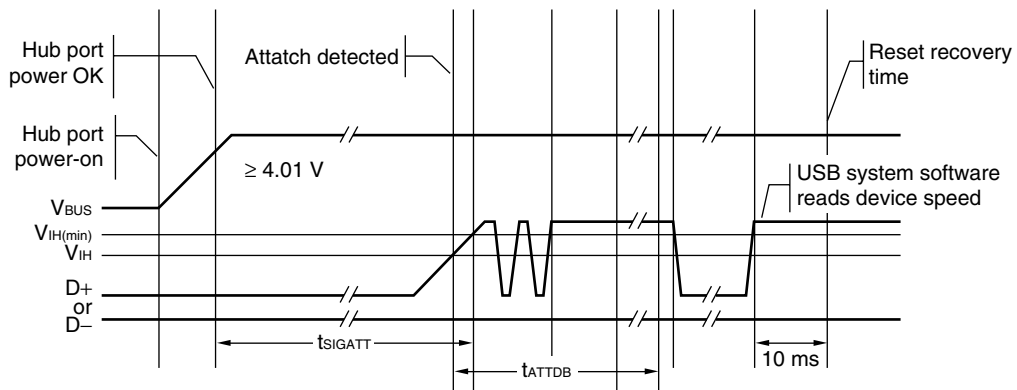 Hub port
power OK
Attatch detected
Reset recovery
time
Hub port
power-on
≥ 4.01 V
USB system software
reads device speed
VBUS
VIH(min)
VIH
D+
or
D–
tSIGATT
tATTDB
10 ms